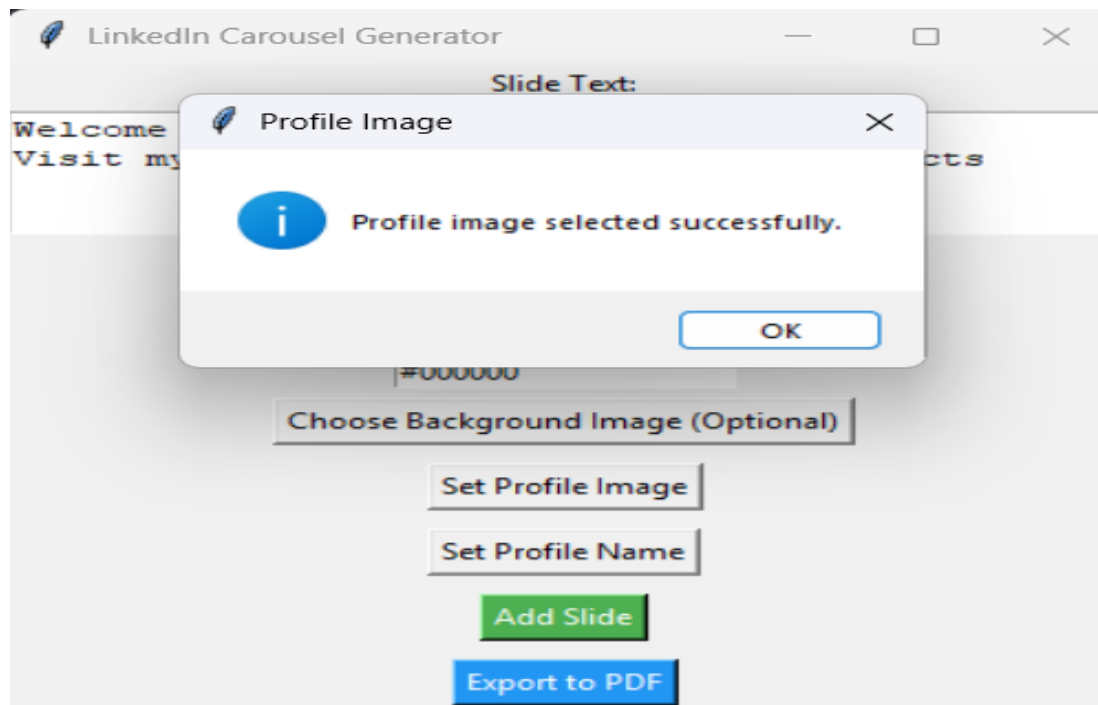 LinkedIn Carousel Generator
Slide Text:
Profile Image
Welcome
Visit my cts
Profile image selected successfully.
OK
#000000
Choose Background Image (Optional)
Set Profile Image
Set Profile Name
Add Slide
Export to PDF